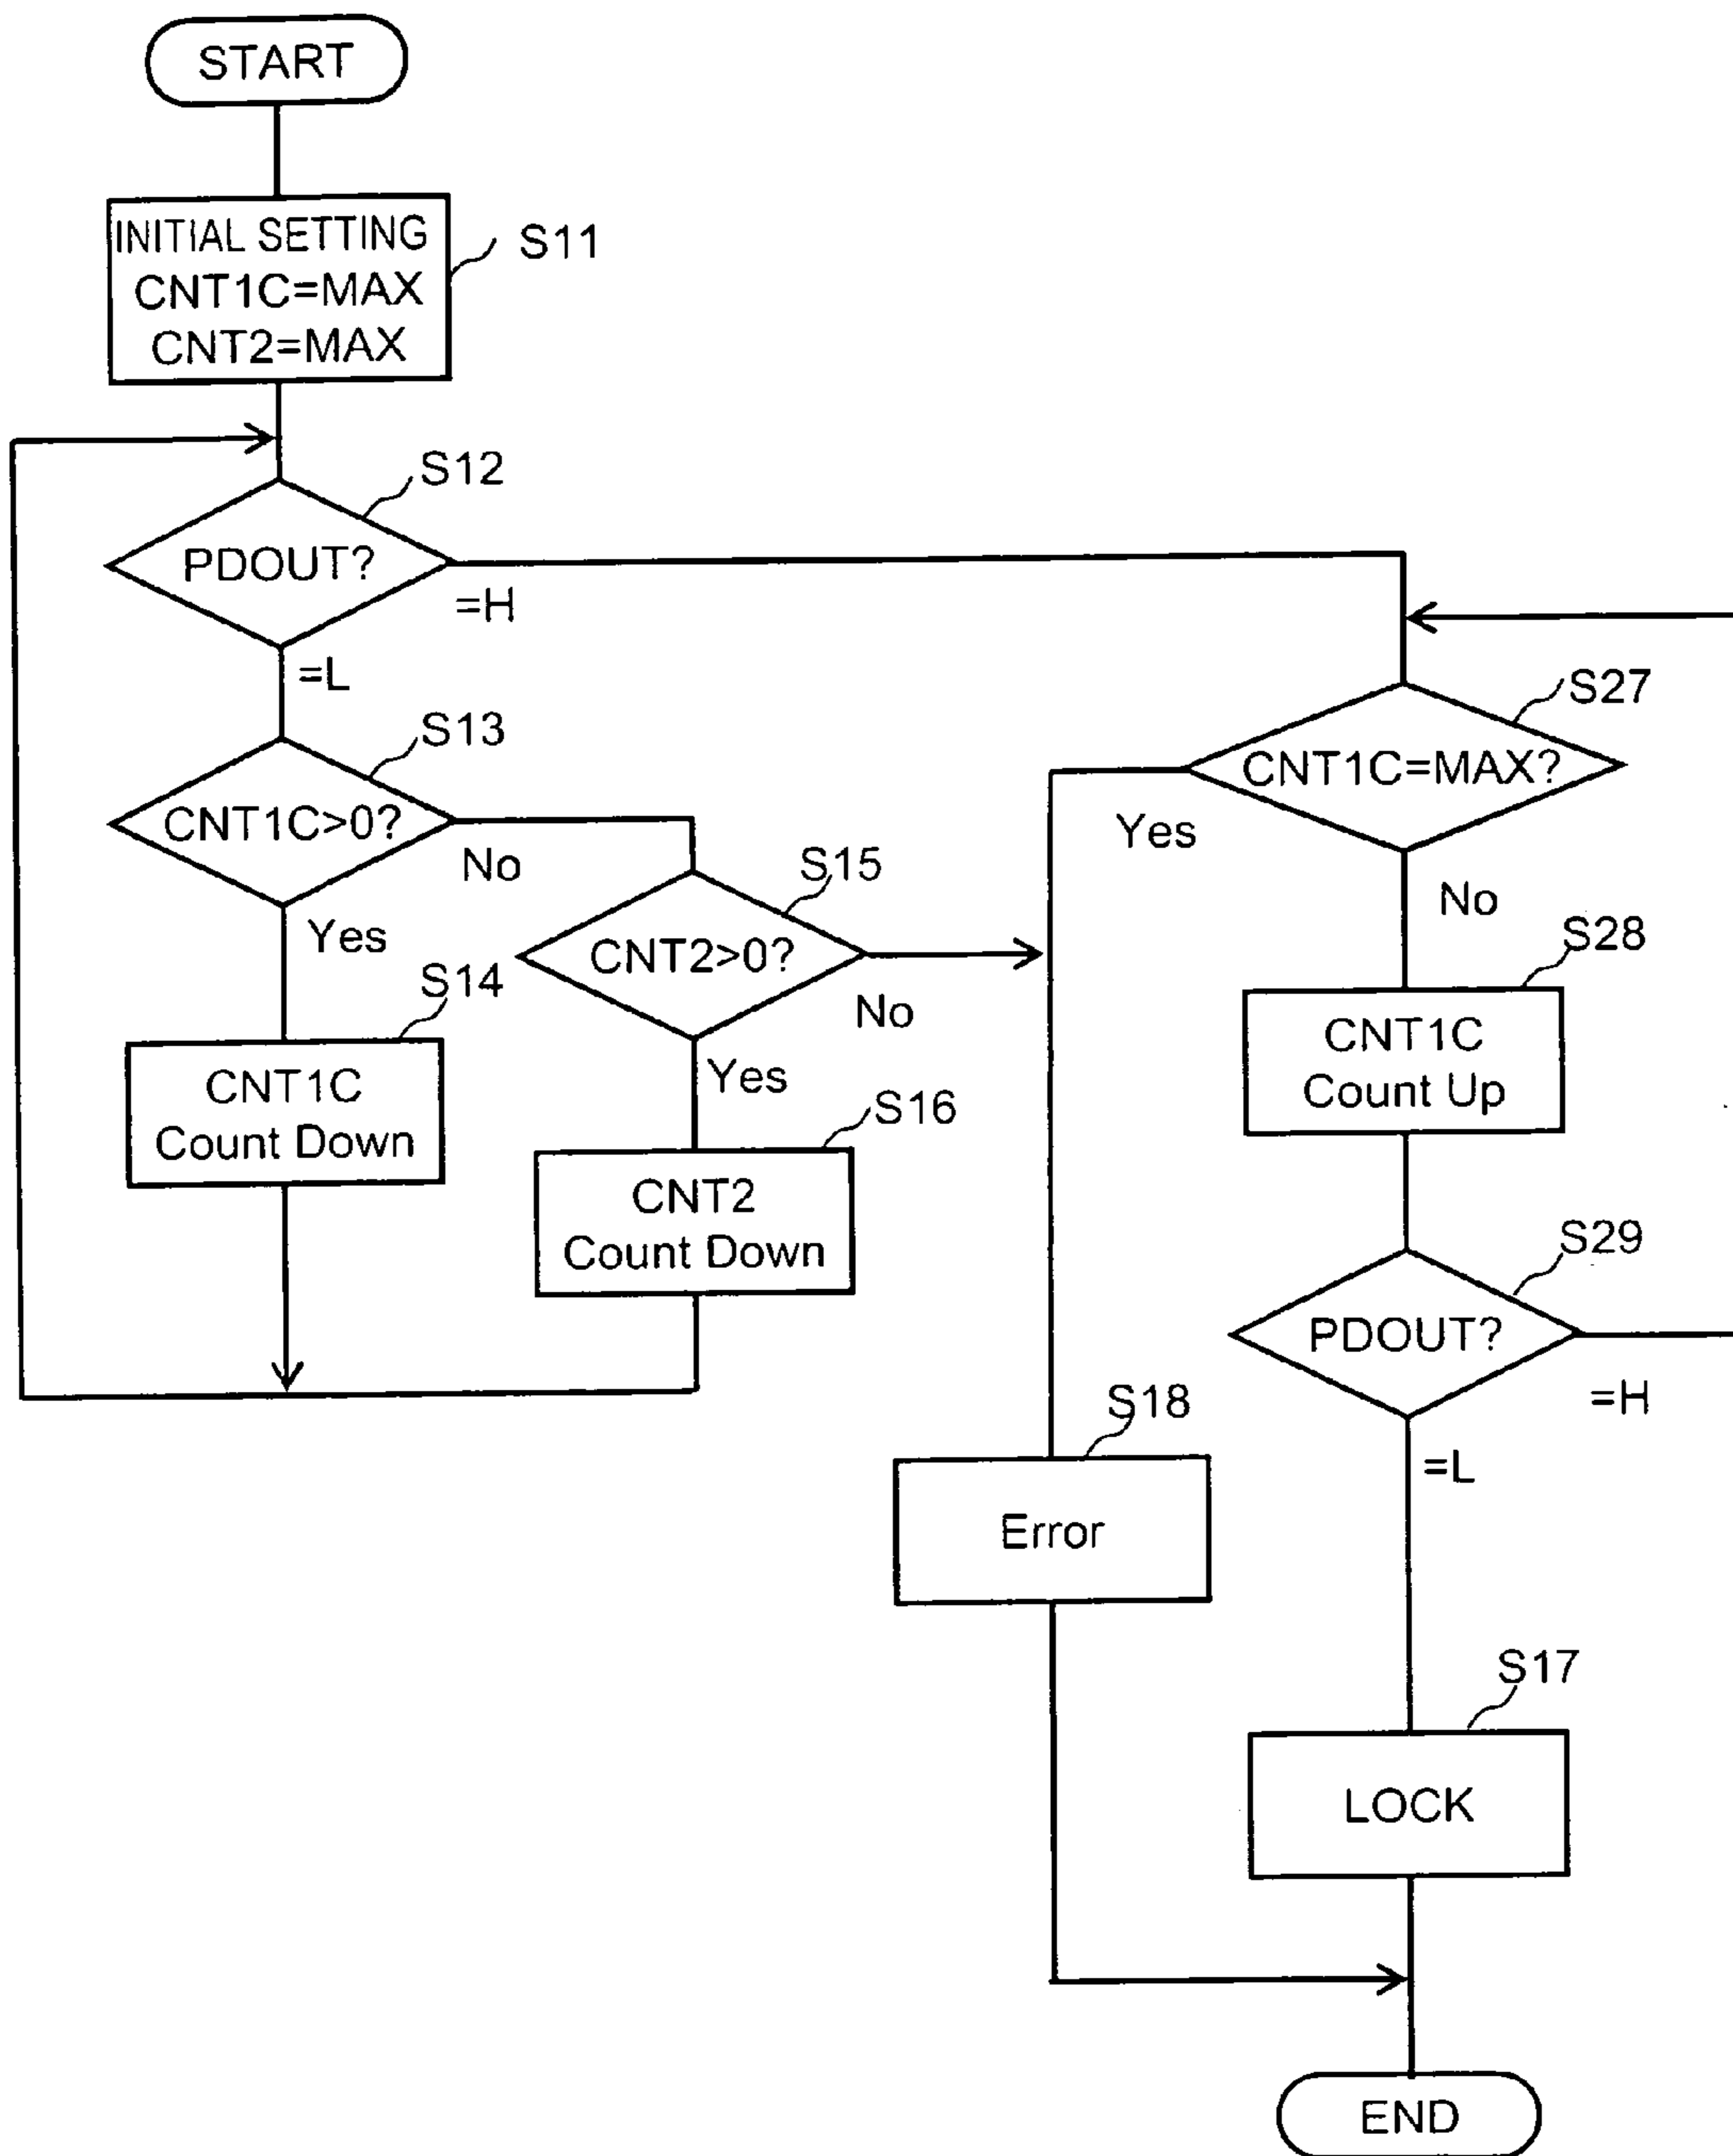 START
INITIAL SETTING
CNT1C=MAX
CNT2=MAX
S11
S12
PDOUT?
=H
=L
S13
CNT1C>0?
No
Yes
S14
CNT1C
Count Down
S15
CNT2>0?
No
Yes
S16
CNT2
Count Down
S27
CNT1C=MAX?
Yes
No
S28
CNT1C
Count Up
S29
PDOUT?
=H
=L
S18
Error
S17
LOCK
END